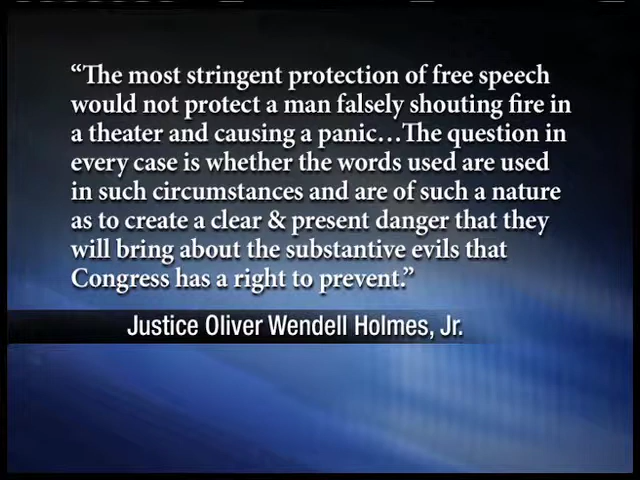 “The most stringent protection of free speech
would not protect a man falsely shouting fire in
a theater and causing a panic…The question in
every case is whether the words used are used
in such circumstances and are of such a nature
as to create a clear & present danger that they
will bring about the substantive evils that
Congress has a right to prevent.”
Justice Oliver Wendell Holmes, Jr.